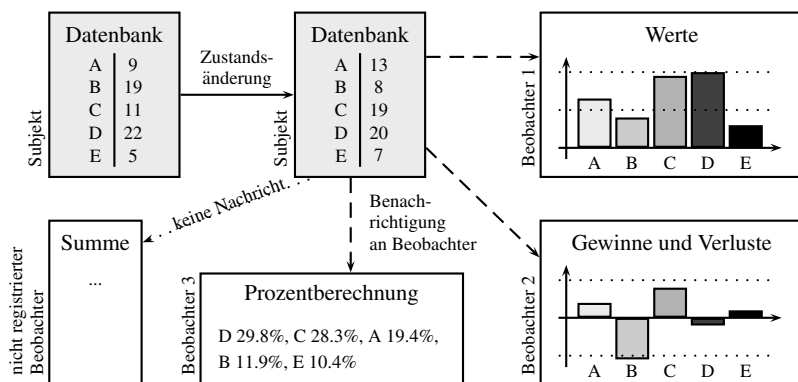 Datenbank
A 9
B 19
C 11
D 22
E 5
Subjekt
Zustands-
änderung
Datenbank
A 13
B 8
C 19
D 20
E 7
Subjekt
Werte
A B C D E
Beobachter 1
keine Nachricht
Benach-
richtigung
an Beobachter
Summe
...
nicht registrierter
Beobachter
Prozentberechnung
D 29.8%, C 28.3%, A 19.4%,
B 11.9%, E 10.4%
Beobachter 3
Gewinne und Verluste
A B C D E
Beobachter 2